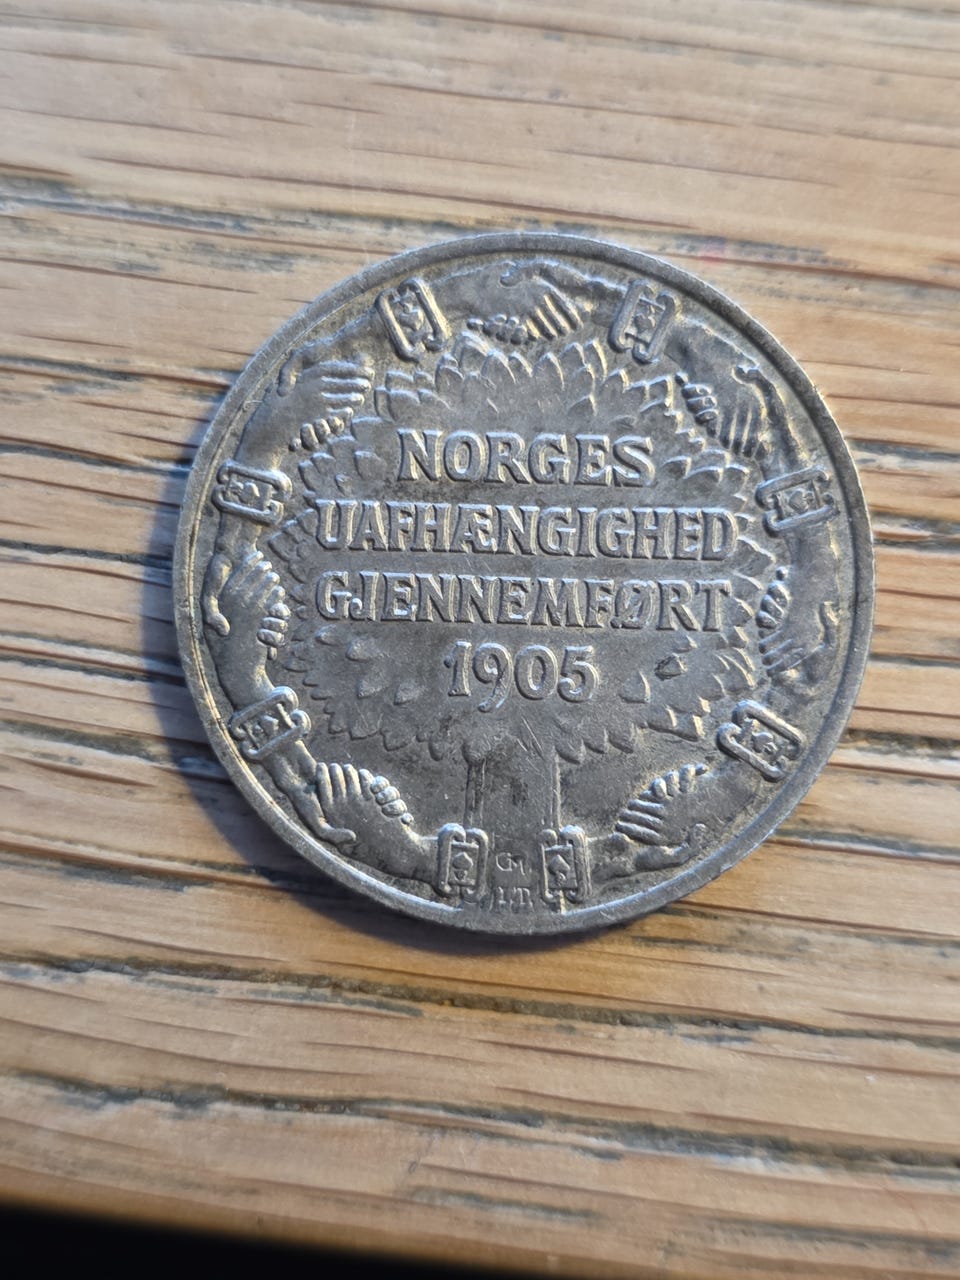 NORGES
UAFHÆNGIGHED
GJENNEMFØRT
1905